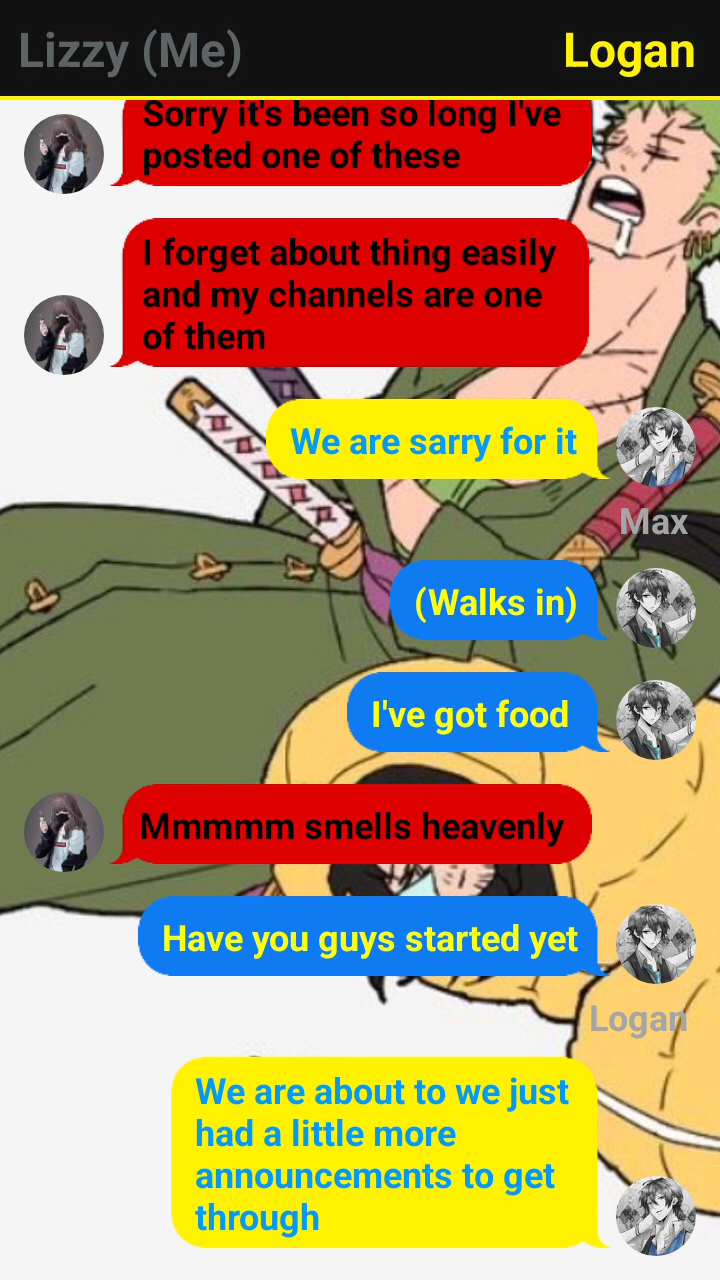 Lizzy (Me)
Logan
Sorry it's been so long I've
posted one of these
I forget about thing easily
and my channels are one
of them
We are sarry for it
Max
(Walks in)
I've got food
Mmmmm smells heavenly
Have you guys started yet
Logan
We are about to we just
had a little more
announcements to get
through